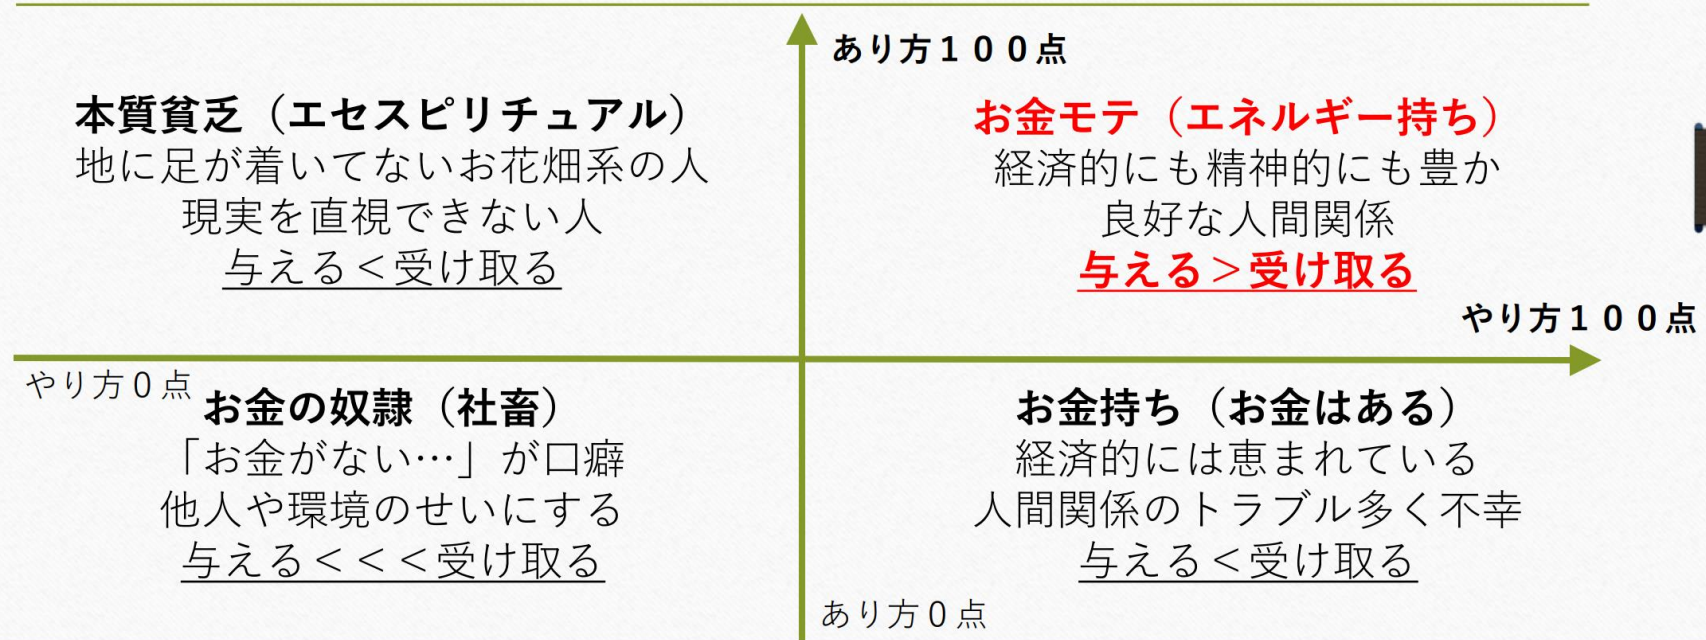 あり方１００点
本質貧乏（エセスピリチュアル）
地に足が着いてないお花畑系の人
現実を直視できない人
与える＜受け取る
お金モテ（エネルギー持ち）
経済的にも精神的にも豊か
良好な人間関係
与える＞受け取る
やり方１００点
やり方０点
お金の奴隷（社畜）
「お金がない…」が口癖
他人や環境のせいにする
与える＜＜＜受け取る
お金持ち（お金はある）
経済的には恵まれている
人間関係のトラブル多く不幸
与える＜受け取る
あり方０点